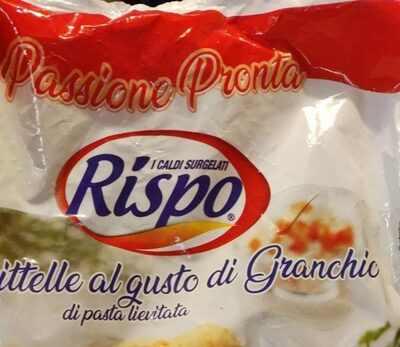 Passione Pronta
I CALDI SURGELATI
Rispo
®
ittelle al gusto di Granchio
di pasta lievitata